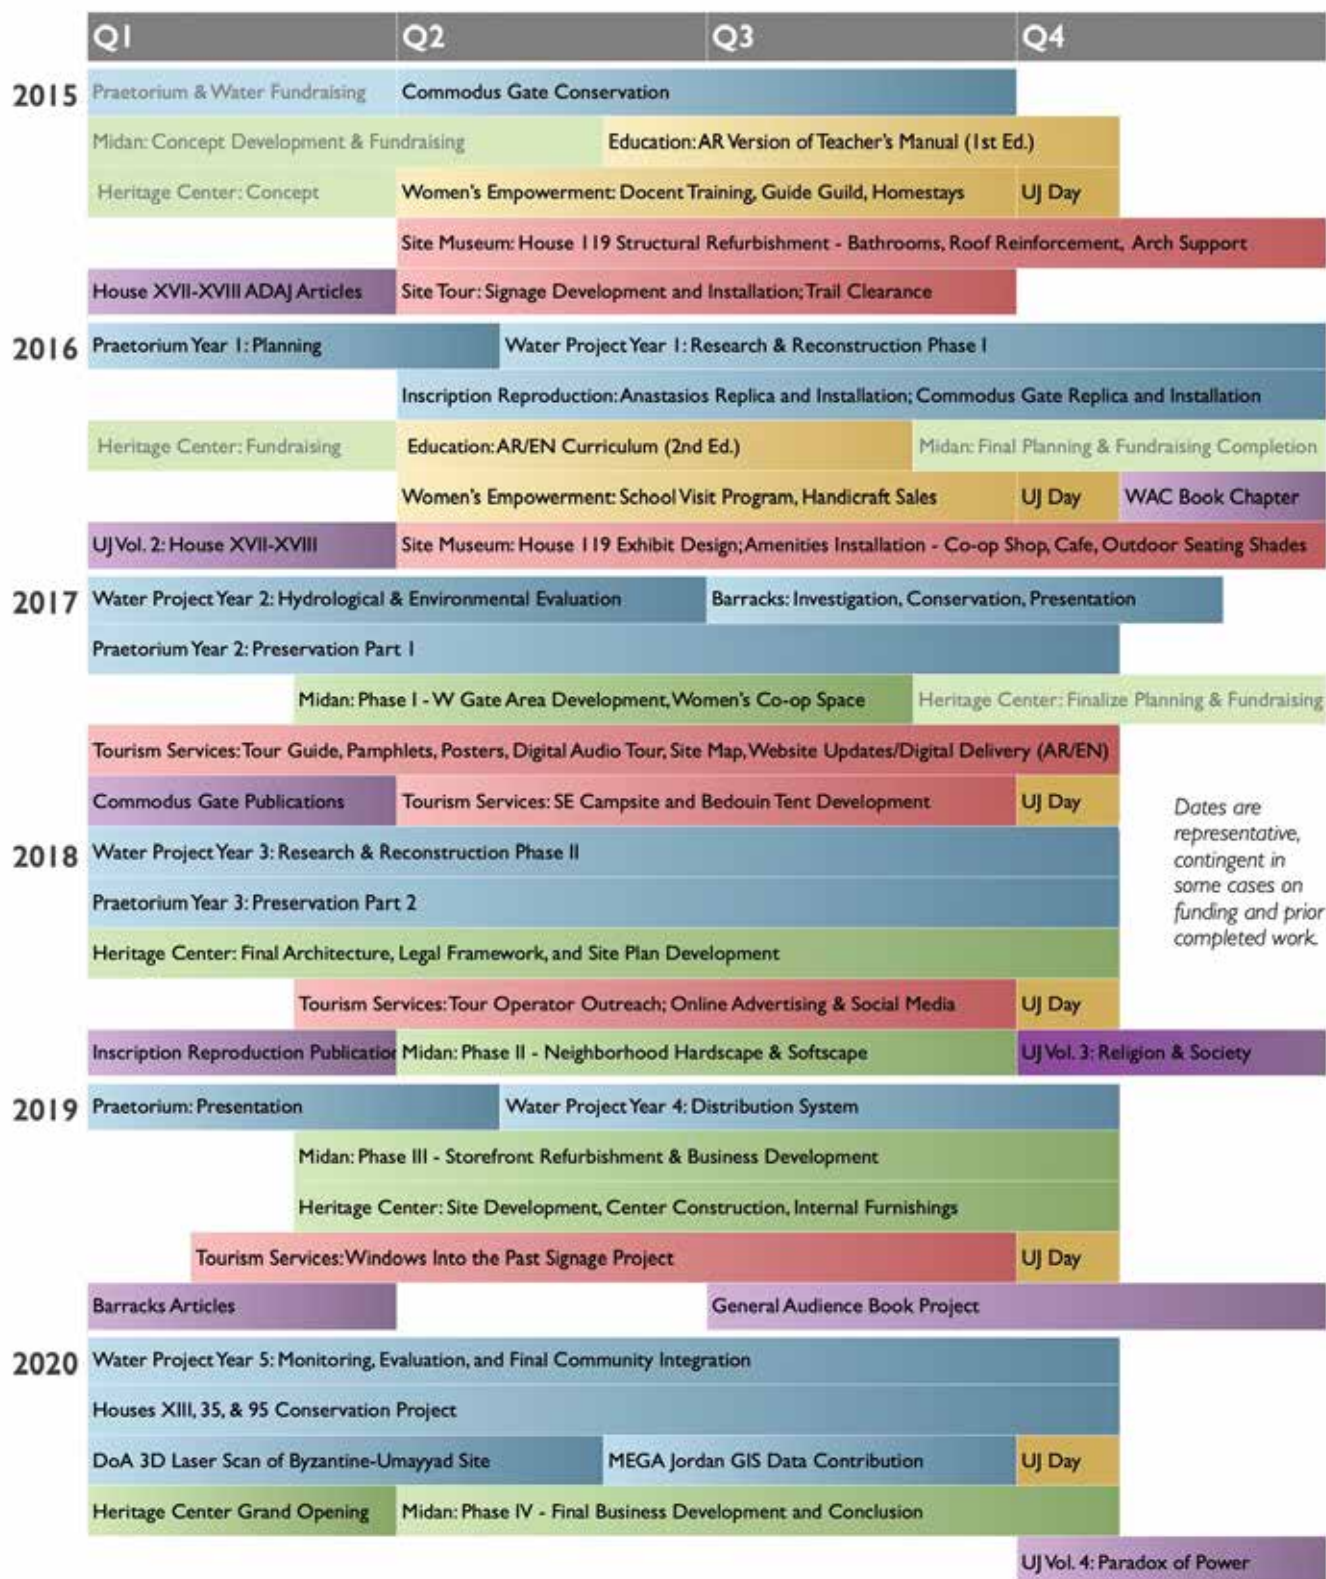 Q1 Q2 Q3 Q4
2015 Praetorium & Water Fundraising Commodus Gate Conservation
Midan: Concept Development & Fundraising Education: AR Version of Teacher's Manual (1st Ed.)
Heritage Center: Concept Women's Empowerment: Docent Training, Guide Guild, Homestays UJ Day
Site Museum: House 119 Structural Refurbishment - Bathrooms, Roof Reinforcement, Arch Support
House XVII-XVIII ADAJ Articles Site Tour: Signage Development and Installation; Trail Clearance
2016 Praetorium Year 1: Planning Water Project Year 1: Research & Reconstruction Phase I
Inscription Reproduction: Anastasios Replica and Installation; Commodus Gate Replica and Installation
Heritage Center: Fundraising Education: AR/EN Curriculum (2nd Ed.) Midan: Final Planning & Fundraising Completion
Women's Empowerment: School Visit Program, Handicraft Sales UJ Day WAC Book Chapter
UJ Vol. 2: House XVII-XVIII Site Museum: House 119 Exhibit Design; Amenities Installation - Co-op Shop, Cafe, Outdoor Seating Shades
2017 Water Project Year 2: Hydrological & Environmental Evaluation Barracks: Investigation, Conservation, Presentation
Praetorium Year 2: Preservation Part 1
Midan: Phase I - W Gate Area Development, Women's Co-op Space Heritage Center: Finalize Planning & Fundraising
Tourism Services: Tour Guide, Pamphlets, Posters, Digital Audio Tour, Site Map, Website Updates/Digital Delivery (AR/EN)
Commodus Gate Publications Tourism Services: SE Campsite and Bedouin Tent Development UJ Day
Dates are
representative,
contingent in
some cases on
funding and prior
completed work.
2018 Water Project Year 3: Research & Reconstruction Phase II
Praetorium Year 3: Preservation Part 2
Heritage Center: Final Architecture, Legal Framework, and Site Plan Development
Tourism Services: Tour Operator Outreach; Online Advertising & Social Media UJ Day
Inscription Reproduction Publication Midan: Phase II - Neighborhood Hardscape & Softscape UJ Vol. 3: Religion & Society
2019 Praetorium: Presentation Water Project Year 4: Distribution System
Midan: Phase III - Storefront Refurbishment & Business Development
Heritage Center: Site Development, Center Construction, Internal Furnishings
Tourism Services: Windows Into the Past Signage Project UJ Day
Barracks Articles General Audience Book Project
2020 Water Project Year 5: Monitoring, Evaluation, and Final Community Integration
Houses XIII, 35, & 95 Conservation Project
DoA 3D Laser Scan of Byzantine-Umayyad Site MEGA Jordan GIS Data Contribution UJ Day
Heritage Center Grand Opening Midan: Phase IV - Final Business Development and Conclusion
UJ Vol. 4: Paradox of Power